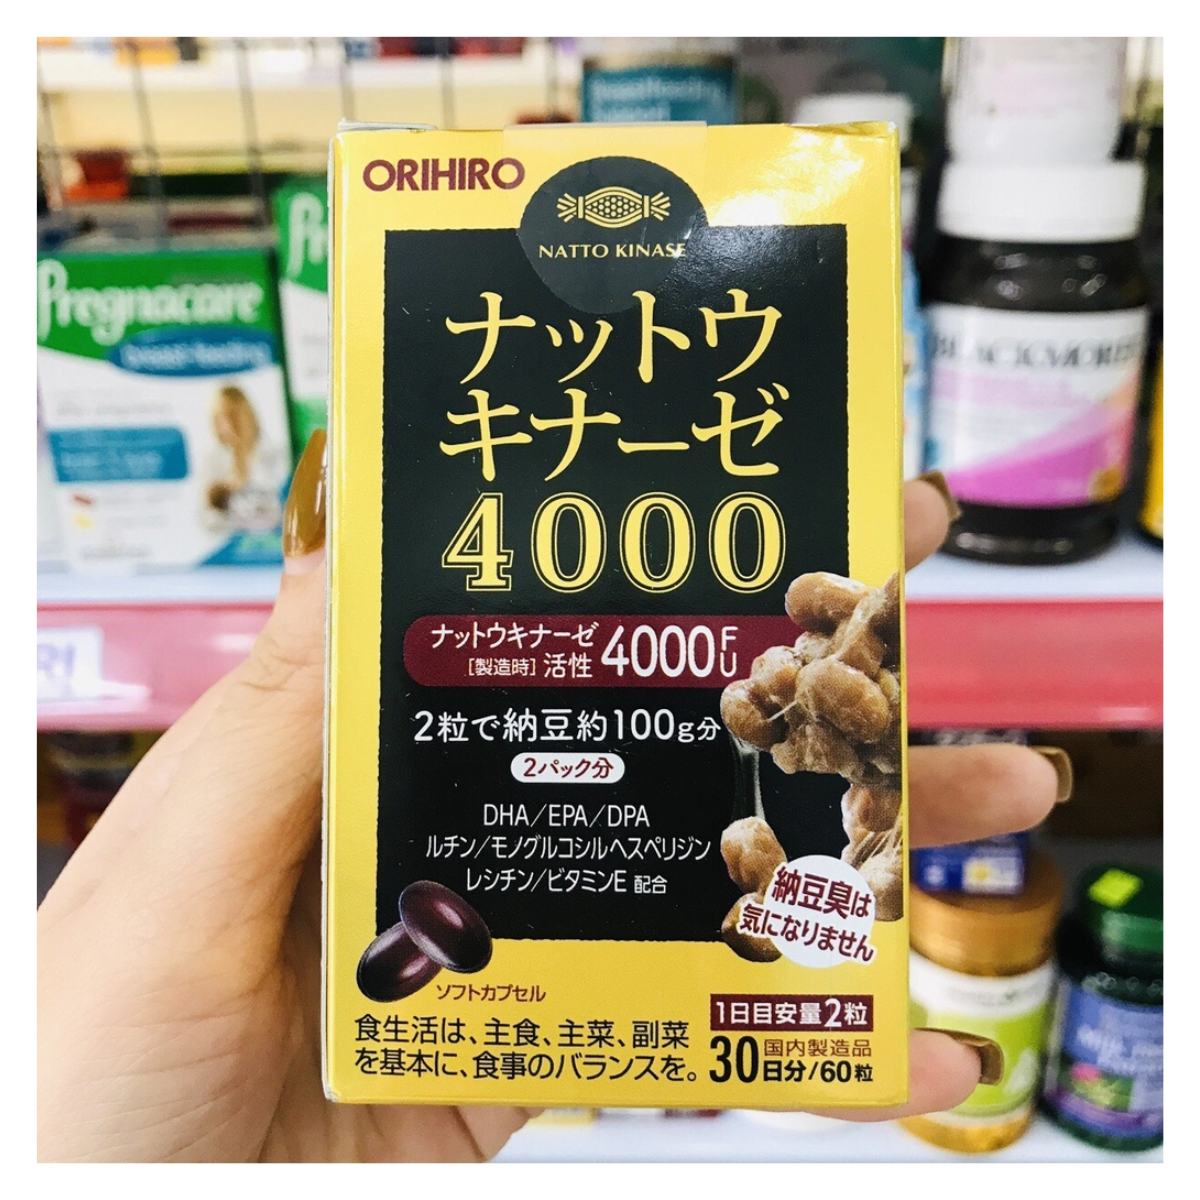 ORIHIRO
NATTO KINASE
ナットウ
キナーゼ
4000
ナットウキナーゼ
[製造時] 活性 4000FU
2粒で納豆約100g分
2パック分
DHA/EPA/DPA
ルチン/モノグルコシルヘスペリジン
レシチン/ビタミンE 配合
納豆臭は
気になりません
ソフトカプセル
食生活は、主食、主菜、副菜
を基本に、食事のバランスを。
1日目安量2粒
国内製造品
30日分/60粒
Pregnacare
breast-feeding
BLACKMORES